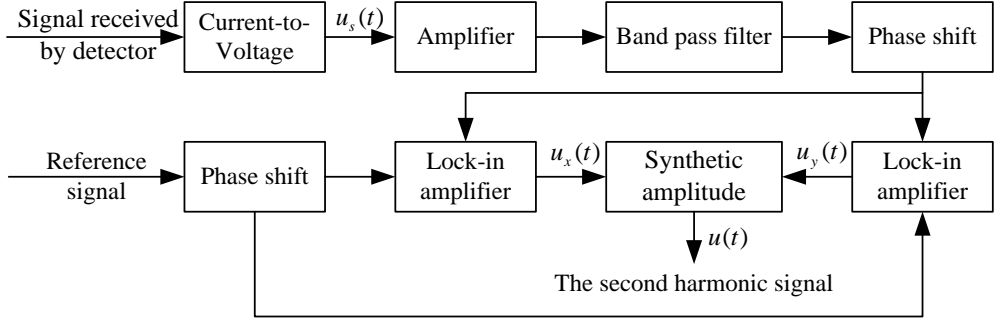 Signal received
by detector
Current-to-
Voltage
u_s(t)
Amplifier
Band pass filter
Phase shift
Reference
signal
Phase shift
Lock-in
amplifier
u_x(t)
Synthetic
amplitude
u_y(t)
Lock-in
amplifier
u(t)
The second harmonic signal